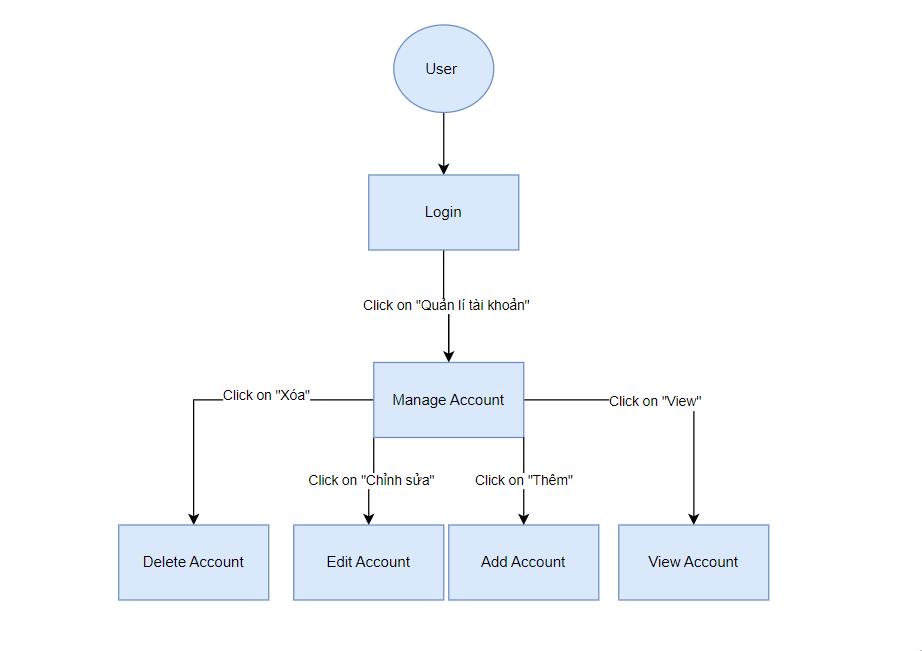 User
Login
Click on "Quản lí tài khoản"
Manage Account
Click on "Xóa"
Click on "View"
Click on "Chỉnh sửa"
Click on "Thêm"
Delete Account
Edit Account
Add Account
View Account